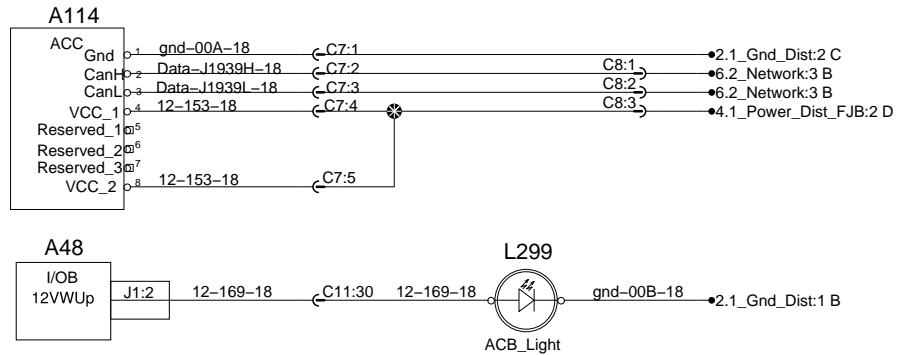 A114
ACC
Gnd 1 gnd–00A–18 C7:1 2.1_Gnd_Dist:2 C
CanH 2 Data–J1939H–18 C7:2 C8:1 6.2_Network:3 B
CanL 3 Data–J1939L–18 C7:3 C8:2 6.2_Network:3 B
VCC_1 4 12–153–18 C7:4 C8:3 4.1_Power_Dist_FJB:2 D
Reserved_1 5
Reserved_2 6
Reserved_3 7
VCC_2 8 12–153–18 C7:5
A48
L299
I/OB
12VWUp J1:2 12–169–18 C11:30 12–169–18 gnd–00B–18 2.1_Gnd_Dist:1 B
ACB_Light